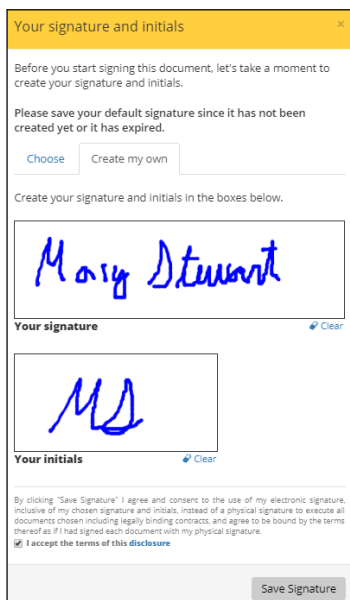 Your signature and initials ×
Before you start signing this document, let's take a moment to
create your signature and initials.
Please save your default signature since it has not been
created yet or it has expired.
Choose Create my own
Create your signature and initials in the boxes below.
Mary Stewart
Your signature Clear
MS
Your initials Clear
By clicking "Save Signature" I agree and consent to the use of my electronic signature,
inclusive of my chosen signature and initials, instead of a physical signature to execute all
documents chosen including legally binding contracts, and agree to be bound by the terms
thereof as if I had signed each document with my physical signature.
I accept the terms of this disclosure
Save Signature